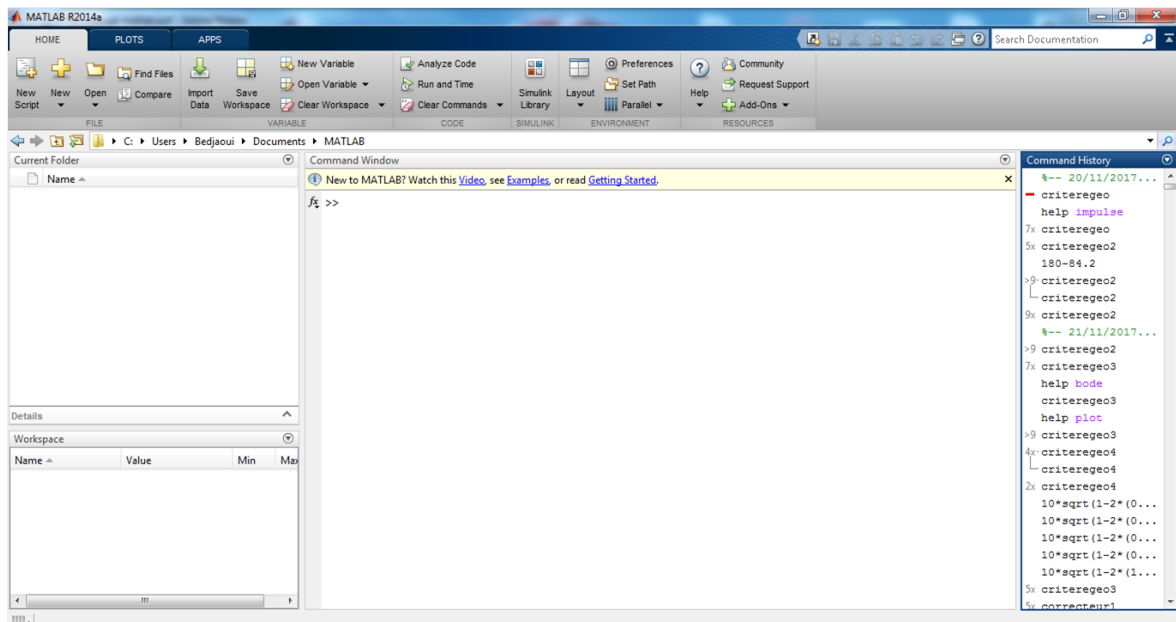 MATLAB R2014a
HOME PLOTS APPS
Search Documentation
New Script
New
Open
Find Files
Compare
Import Data
Save Workspace
New Variable
Open Variable
Clear Workspace
Analyze Code
Run and Time
Clear Commands
Simulink Library
Layout
Preferences
Set Path
Parallel
Help
Community
Request Support
Add-Ons
FILE VARIABLE CODE SIMULINK ENVIRONMENT RESOURCES
C: Users Bedjaoui Documents MATLAB
Current Folder
Name
Details
Workspace
Name Value Min Max
Command Window
New to MATLAB? Watch this Video, see Examples, or read Getting Started.
fx >>
Command History
%-- 20/11/2017...
criteregeo
help impulse
7x criteregeo
5x criteregeo2
180-84.2
>9 criteregeo2
criteregeo2
9x criteregeo2
%-- 21/11/2017...
>9 criteregeo2
7x criteregeo3
help bode
criteregeo3
help plot
>9 criteregeo3
4x criteregeo4
criteregeo4
2x criteregeo4
10*sqrt(1-2*(0...
10*sqrt(1-2*(0...
10*sqrt(1-2*(0...
10*sqrt(1-2*(0...
10*sqrt(1-2*(1...
5x criteregeo3
5x correcteur1